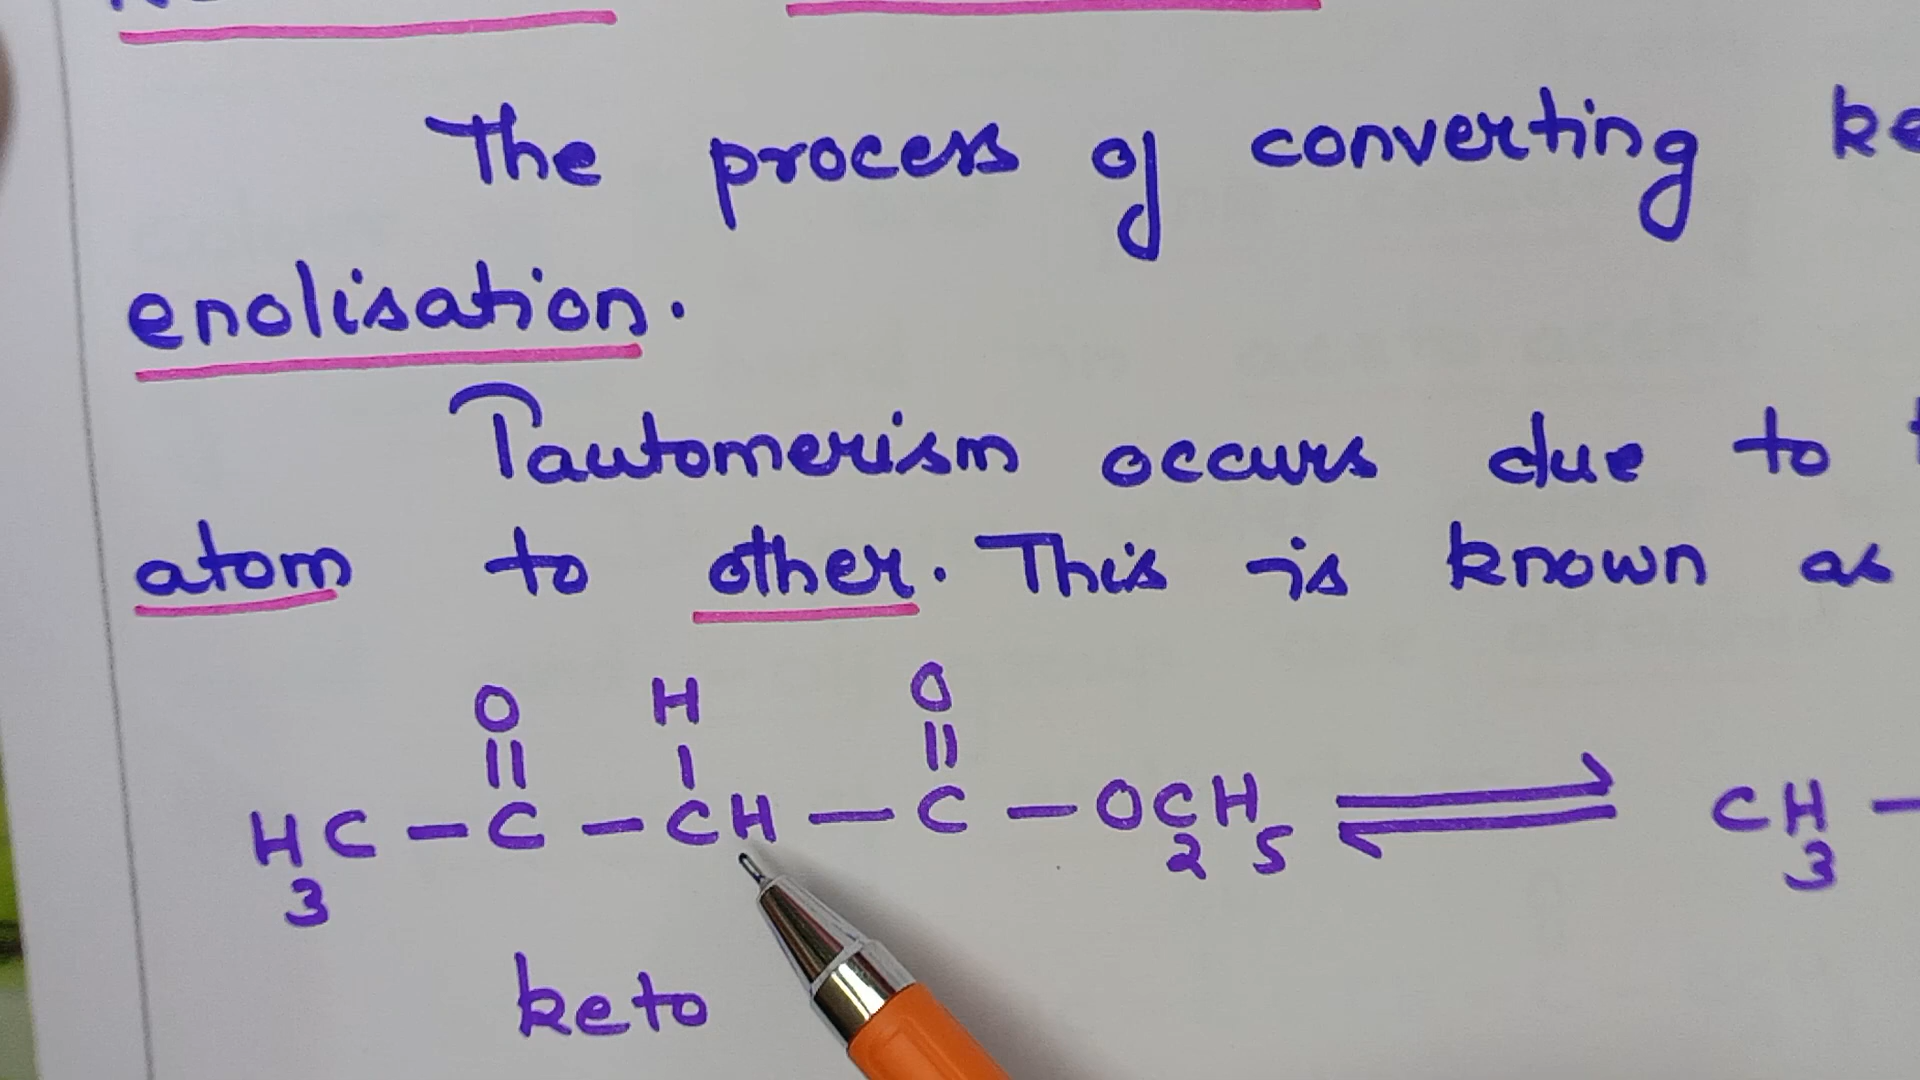 The process of converting ke
enolisation.
Tautomerism occurs due to
atom to other. This is known as
O H O
|| | ||
H3C - C - CH - C - OC2H5 ⇌ CH3 -
keto